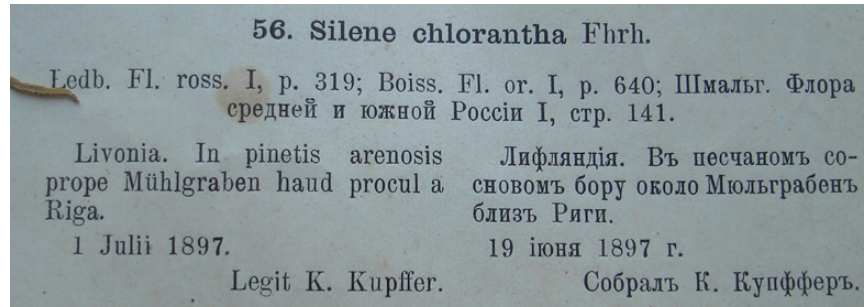 56. Silene chlorantha Ehrh.
Ledb. Fl. ross. I, p. 319; Boiss. Fl. or. I, p. 640; Шмальг. Флора
средней и южной Россіи I, стр. 141.
Livonia. In pinetis arenosis
prope Mühlgraben haud procul a
Riga.
1 Julii 1897.
Legit K. Kupffer.
Лифляндія. Въ песчаномъ со-
сновомъ бору около Мюльграбенъ
близъ Риги.
19 іюня 1897 г.
Собралъ К. Купфферъ.